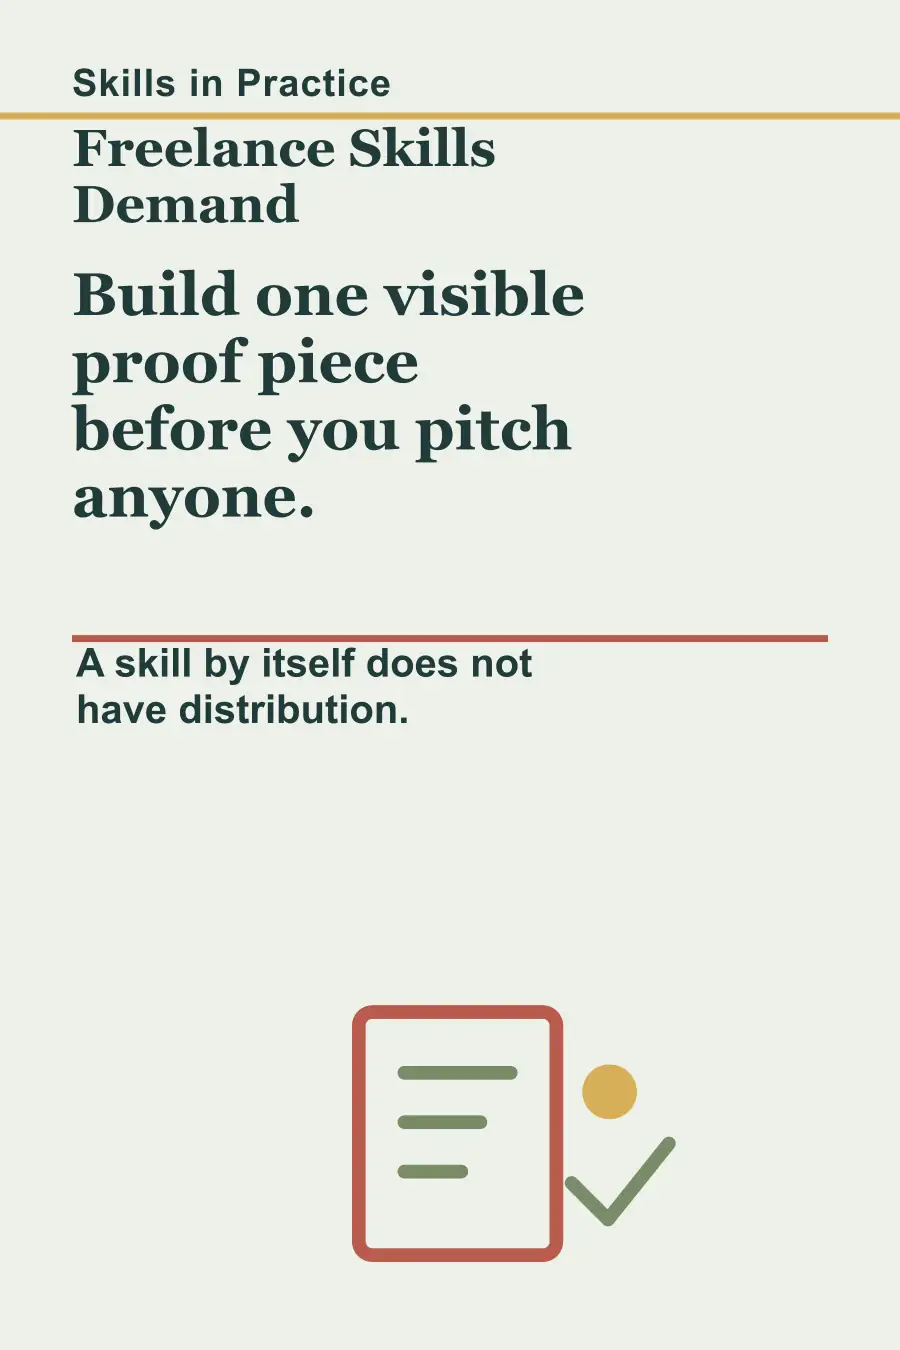 Skills in Practice
Freelance Skills
Demand
Build one visible
proof piece
before you pitch
anyone.
A skill by itself does not
have distribution.